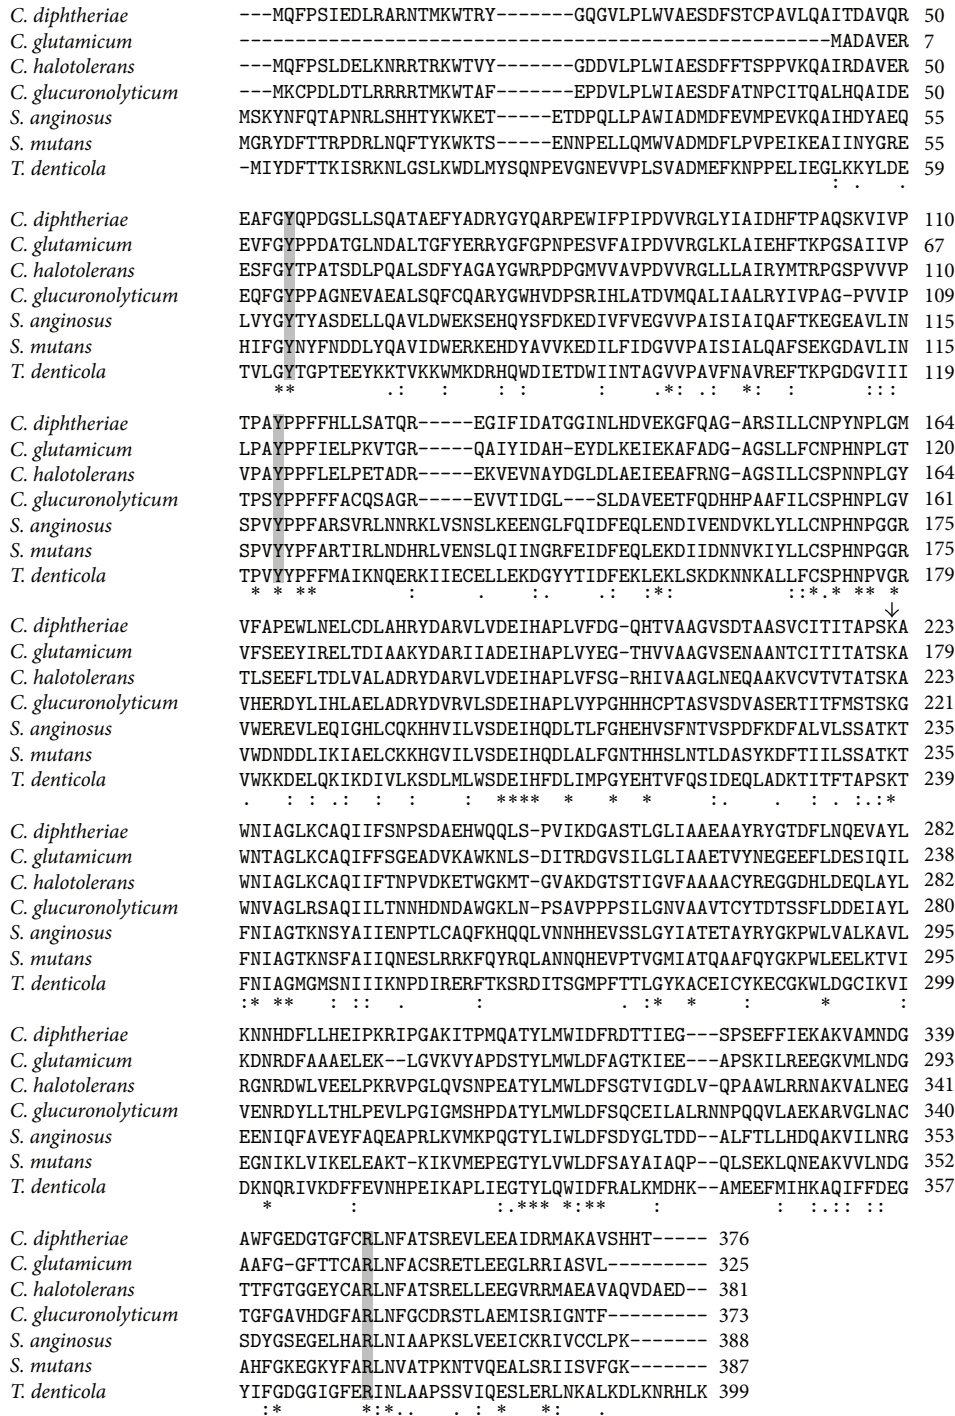 C. diphtheriae ---MQFPSIEDLRARNTMKWTRY-------GQGVLPLWVAESDFSTCPAVLQAITDAVQR 50
C. glutamicum -----------------------------------------------------MADAVER 7
C. halotolerans ---MQFPSLDELKNRRTRKWTVY-------GDDVLPLWIAESDFFTSPPVKQAIRDAVER 50
C. glucuronolyticum ---MKCPDLDTLRRRRTMKWTAF-------EPDVLPLWIAESDFATNPCITQALHQAIDE 50
S. anginosus MSKYNFQTAPNRLSHHTYKWKET-----ETDPQLLPAWIADMDFEVMPEVKQAIHDYAEQ 55
S. mutans MGRYDFTTRPDRLNQFTYKWKTS-----ENNPELLQMWVADMDFLPVPEIKEAIINYGRE 55
T. denticola -MIYDFTTKISRKNLGSLKWDLMYSQNPEVGNEVVPLSVADMEFKNPPELIEGLKKYLDE 59
: . .
C. diphtheriae EAFGYQPDGSLLSQATAEFYADRYGYQARPEWIFPIPDVVRGLYIAIDHFTPAQSKVIVP 110
C. glutamicum EVFGYPPDATGLNDALTGFYERRYGFGPNPESVFAIPDVVRGLKLAIEHFTKPGSAIIVP 67
C. halotolerans ESFGYTPATSDLPQALSDFYAGAYGWRPDPGMVVAVPDVVRGLLLAIRYMTRPGSPVVVP 110
C. glucuronolyticum EQFGYPPAGNEVAEALSQFCQARYGWHVDPSRIHLATDVMQALIAALRYIVPAG-PVVIP 109
S. anginosus LVYGYTYASDELLQAVLDWEKSEHQYSFDKEDIVFVEGVVPAISIAIQAFTKEGEAVLIN 115
S. mutans HIFGYNYFNDDLYQAVIDWERKEHDYAVVKEDILFIDGVVPAISIALQAFSEKGDAVLIN 115
T. denticola TVLGYTGPTEEYKKTVKKWMKDRHQWDIETDWIINTAGVVPAVFNAVREFTKPGDGVIII 119
** .: : : : .*: .: *. : :::
C. diphtheriae TPAYPPFFHLLSATQR-----EGIFIDATGGINLHDVEKGFQAG-ARSILLCNPYNPLGM 164
C. glutamicum LPAYPPFIELPKVTGR-----QAIYIDAH-EYDLKEIEKAFADG-AGSLLFCNPHNPLGT 120
C. halotolerans VPAYPPFLELPETADR-----EKVEVNAYDGLDLAEIEEAFRNG-AGSILLCSPNNPLGY 164
C. glucuronolyticum TPSYPPFFFACQSAGR-----EVVTIDGL---SLDAVEETFQDHHPAAFILCSPHNPLGV 161
S. anginosus SPVYPPFARSVRLNNRKLVSNSLKEENGLFQIDFEQLENDIVENDVKLYLLCNPHNPGGR 175
S. mutans SPVYYPFARTIRLNDHRLVENSLQIINGRFEIDFEQLEKDIIDNNVKIYLLCSPHNPGGR 175
T. denticola TPVYYPFFMAIKNQERKIIECELLEKDGYYTIDFEKLEKLSKDKNNKALLFCSPHNPVGR 179
* * ** : . :. .: :*: ::*.* ** *
↓
C. diphtheriae VFAPEWLNELCDLAHRYDARVLVDEIHAPLVFDG-QHTVAAGVSDTAASVCITITAPSKA 223
C. glutamicum VFSEEYIRELTDIAAKYDARIIADEIHAPLVYEG-THVVAAGVSENAANTCITITATSKA 179
C. halotolerans TLSEEFLTDLVALADRYDARVLVDEIHAPLVFSG-RHIVAAGLNEQAAKVCVTVTATSKA 223
C. glucuronolyticum VHERDYLIHLAELADRYDVRVLSDEIHAPLVYPGHHHCPTASVSDVASERTITFMSTSKG 221
S. anginosus VWEREVLEQIGHLCQKHHVILVSDEIHQDLTLFGHEHVSFNTVSPDFKDFALVLSSATKT 235
S. mutans VWDNDDLIKIAELCKKHGVILVSDEIHQDLALFGNTHHSLNTLDASYKDFTIILSSATKT 235
T. denticola VWKKDELQKIKDIVLKSDLMLWSDEIHFDLIMPGYEHTVFQSIDEQLADKTITFTAPSKT 239
. : : .: : : : **** * * * :. . : . :.:*
C. diphtheriae WNIAGLKCAQIIFSNPSDAEHWQQLS-PVIKDGASTLGLIAAEAAYRYGTDFLNQEVAYL 282
C. glutamicum WNTAGLKCAQIFFSGEADVKAWKNLS-DITRDGVSILGLIAAETVYNEGEEFLDESIQIL 238
C. halotolerans WNIAGLKCAQIIFTNPVDKETWGKMT-GVAKDGTSTIGVFAAAACYREGGDHLDEQLAYL 282
C. glucuronolyticum WNVAGLRSAQIILTNNHDNDAWGKLN-PSAVPPPSILGNVAAVTCYTDTSSFLDDEIAYL 280
S. anginosus FNIAGTKNSYAIIENPTLCAQFKHQQLVNNHHEVSSLGYIATETAYRYGKPWLVALKAVL 295
S. mutans FNIAGTKNSFAIIQNESLRRKFQYRQLANNQHEVPTVGMIATQAAFQYGKPWLEELKTVI 295
T. denticola FNIAGMGMSNIIIKNPDIRERFTKSRDITSGMPFTTLGYKACEICYKECGKWLDGCIKVI 299
:* ** : :: . : . :* * : * :
C. diphtheriae KNNHDFLLHEIPKRIPGAKITPMQATYLMWIDFRDTTIEG---SPSEFFIEKAKVAMNDG 339
C. glutamicum KDNRDFAAAELEK--LGVKVYAPDSTYLMWLDFAGTKIEE---APSKILREEGKVMLNDG 293
C. halotolerans RGNRDWLVEELPKRVPGLQVSNPEATYLMWLDFSGTVIGDLV-QPAAWLRRNAKVALNEG 341
C. glucuronolyticum VENRDYLLTHLPEVLPGIGMSHPDATYLMWLDFSQCEILALRNNPQQVLAEKARVGLNAC 340
S. anginosus EENIQFAVEYFAQEAPRLKVMKPQGTYLIWLDFSDYGLTDD--ALFTLLHDQAKVILNRG 353
S. mutans EGNIKLVIKELEAKT-KIKVMEPEGTYLVWLDFSAYAIAQP--QLSEKLQNEAKVVLNDG 352
T. denticola DKNQRIVKDFFEVNHPEIKAPLIEGTYLQWIDFRALKMDHK--AMEEFMIHKAQIFFDEG 357
* : :.*** *:** : : :.:: ::
C. diphtheriae AWFGEDGTGFCRLNFATSREVLEEAIDRMAKAVSHHT----- 376
C. glutamicum AAFG-GFTTCARLNFACSRETLEEGLRRIASVL--------- 325
C. halotolerans TTFGTGGEYCARLNFATSRELLEEGVRRMAEAVAQVDAED-- 381
C. glucuronolyticum TGFGAVHDGFARLNFGCDRSTLAEMISRIGNTF--------- 373
S. anginosus SDYGSEGELHARLNIAAPKSLVEEICKRIVCCLPK------- 388
S. mutans AHFGKEGKYFARLNVATPKNTVQEALSRIISVFGK------- 387
T. denticola YIFGDGGIGFERINLAAPSSVIQESLERLNKALKDLKNRHLK 399
:* *:*.. . : * *: .